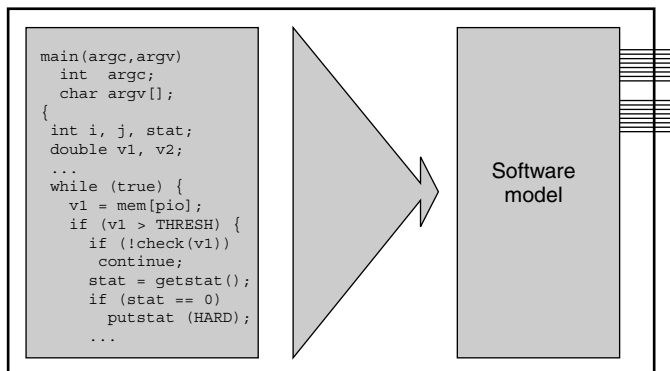 main(argc,argv)
  int  argc;
  char argv[];
{
 int i, j, stat;
 double v1, v2;
 ...
 while (true) {
   v1 = mem[pio];
   if (v1 > THRESH) {
     if (!check(v1))
      continue;
     stat = getstat();
     if (stat == 0)
       putstat (HARD);
     ...
Software
model